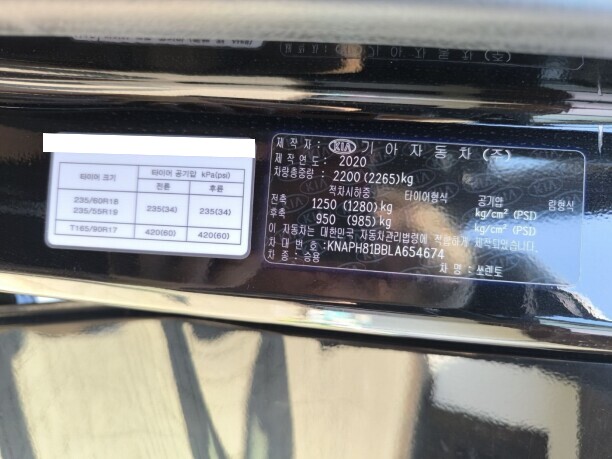 타이어 크기
타이어 공기압 kPa(psi)
전륜
후륜
235/60R18
235/55R19
235(34)
235(34)
T165/90R17
420(60)
420(60)
제 작 자 : KIA 기 아 자 동 차 (주)
제 작 연 도 : 2020
차량총중량 : 2200 (2265)kg
적차시하중 타이어형식 공기압 림형식
전축 1250 (1280)kg kg/cm² (PSI)
후축 950 (985)kg kg/cm² (PSI)
kg/cm² (PSI)
이 자동차는 대한민국 자동차관리법령에 적합하게 제작되었음
차 대 번 호 : KNAPH81BBLA654674
차 종 : 승용
차 명 : 쏘렌토